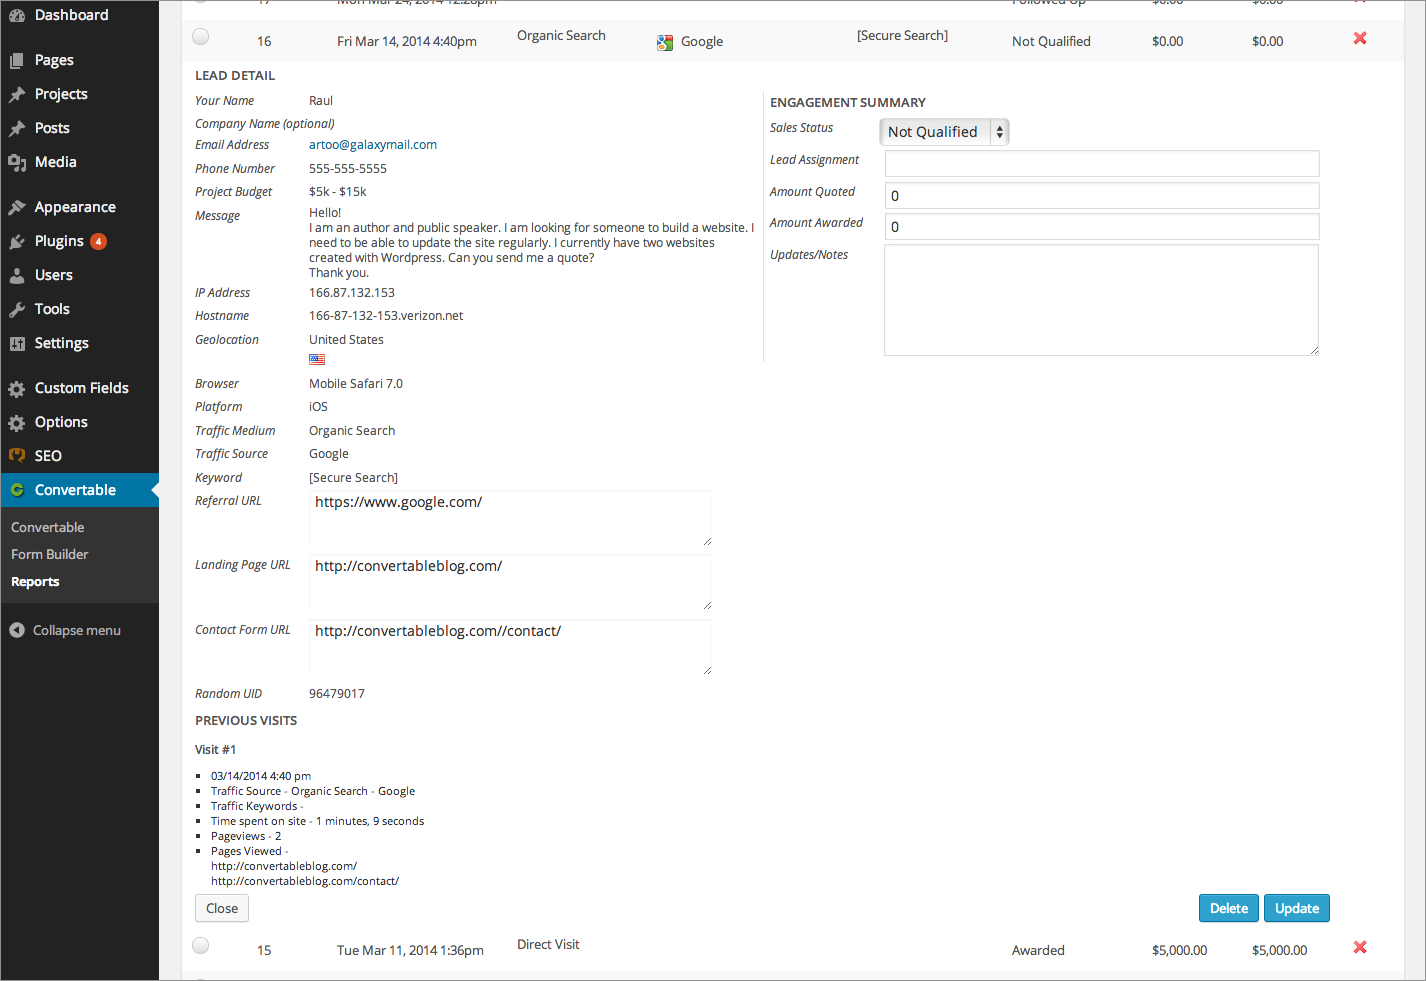 Dashboard
Pages
Projects
Posts
Media
Appearance
Plugins 4
Users
Tools
Settings
Custom Fields
Options
SEO
Convertable
Convertable
Form Builder
Reports
Collapse menu
16 Fri Mar 14, 2014 4:40pm Organic Search Google [Secure Search] Not Qualified $0.00 $0.00
LEAD DETAIL
Your Name Raul
Company Name (optional)
Email Address artoo@galaxymail.com
Phone Number 555-555-5555
Project Budget $5k - $15k
Message Hello!
I am an author and public speaker. I am looking for someone to build a website. I
need to be able to update the site regularly. I currently have two websites
created with Wordpress. Can you send me a quote?
Thank you.
IP Address 166.87.132.153
Hostname 166-87-132-153.verizon.net
Geolocation United States
Browser Mobile Safari 7.0
Platform iOS
Traffic Medium Organic Search
Traffic Source Google
Keyword [Secure Search]
Referral URL https://www.google.com/
Landing Page URL http://convertableblog.com/
Contact Form URL http://convertableblog.com//contact/
Random UID 96479017
ENGAGEMENT SUMMARY
Sales Status Not Qualified
Lead Assignment
Amount Quoted 0
Amount Awarded 0
Updates/Notes
PREVIOUS VISITS
Visit #1
03/14/2014 4:40 pm
Traffic Source - Organic Search - Google
Traffic Keywords -
Time spent on site - 1 minutes, 9 seconds
Pageviews - 2
Pages Viewed -
http://convertableblog.com/
http://convertableblog.com/contact/
Close Delete Update
15 Tue Mar 11, 2014 1:36pm Direct Visit Awarded $5,000.00 $5,000.00